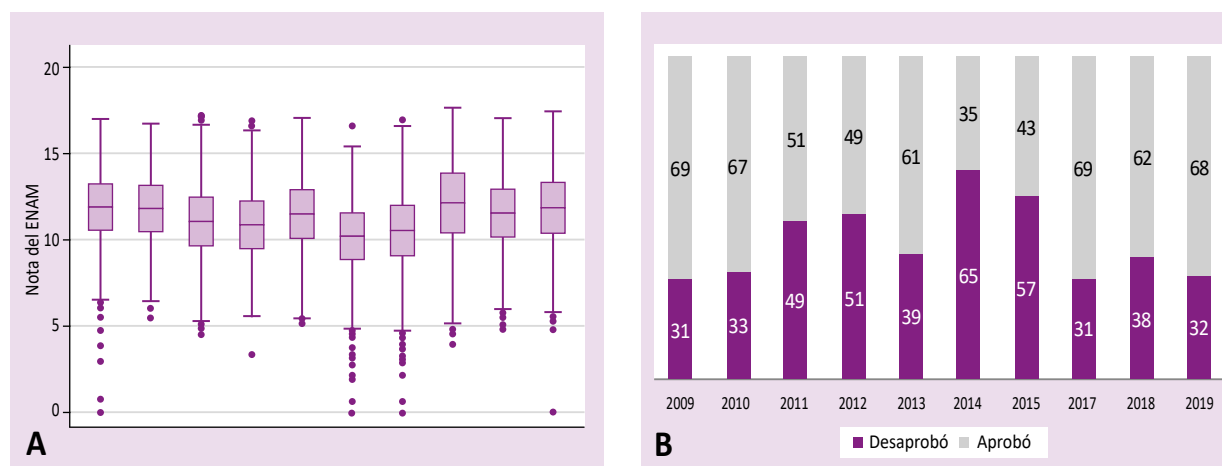 Nota del ENAM
20
15
10
5
0
A
69 67 51 49 61 35 43 69 62 68
31 33 49 51 39 65 57 31 38 32
2009 2010 2011 2012 2013 2014 2015 2017 2018 2019
Desaprobó Aprobó
B